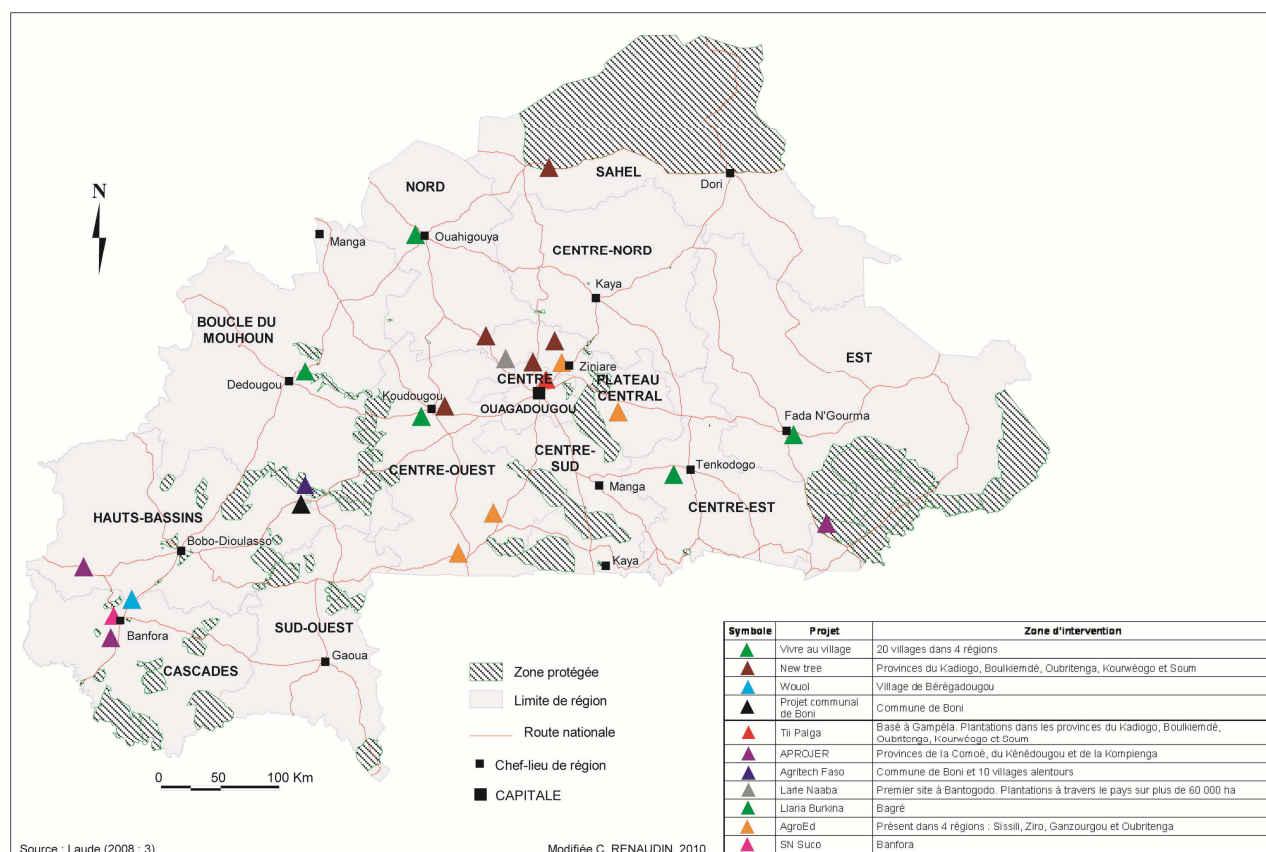 N
SAHEL
Dori
NORD
Ouahigouya
Manga
CENTRE-NORD
Kaya
BOUCLE DU
MOUHOUN
EST
Dedougou
Ziniare
CENTRE
PLATEAU
CENTRAL
Koudougou
OUAGADOUGOU
Fada N'Gourma
CENTRE-OUEST
CENTRE-
SUD
Tenkodogo
Manga
CENTRE-EST
HAUTS-BASSINS
Bobo-Dioulasso
Kaya
Banfora
SUD-OUEST
Gaoua
CASCADES
Zone protégée
Limite de région
Route nationale
Chef-lieu de région
CAPITALE
0 50 100 Km
Symbole Projet Zone d'intervention
Vivre au village 20 villages dans 4 régions
New tree Provinces du Kadiogo, Boulkiemdé, Oubritenga, Kourwéogo et Soum
Wouol Village de Bérégadougou
Projet communal
de Boni Commune de Boni
Tii Palga Basé à Gampéla. Plantations dans les provinces du Kadiogo, Boulkiemdé,
Oubritenga, Kourwéogo et Soum
APROJER Provinces de la Comoé, du Kénédougou et de la Kompienga
Agritech Faso Commune de Boni et 10 villages alentours
Larle Naaba Premier site à Bantogodo. Plantations à travers le pays sur plus de 60 000 ha
Llaria Burkina Bagré
AgroEd Présent dans 4 régions : Sissili, Ziro, Ganzourgou et Oubritenga
SN Suco Banfora
Source : Laude (2008 : 3)
Modifiée C. RENAUDIN, 2010